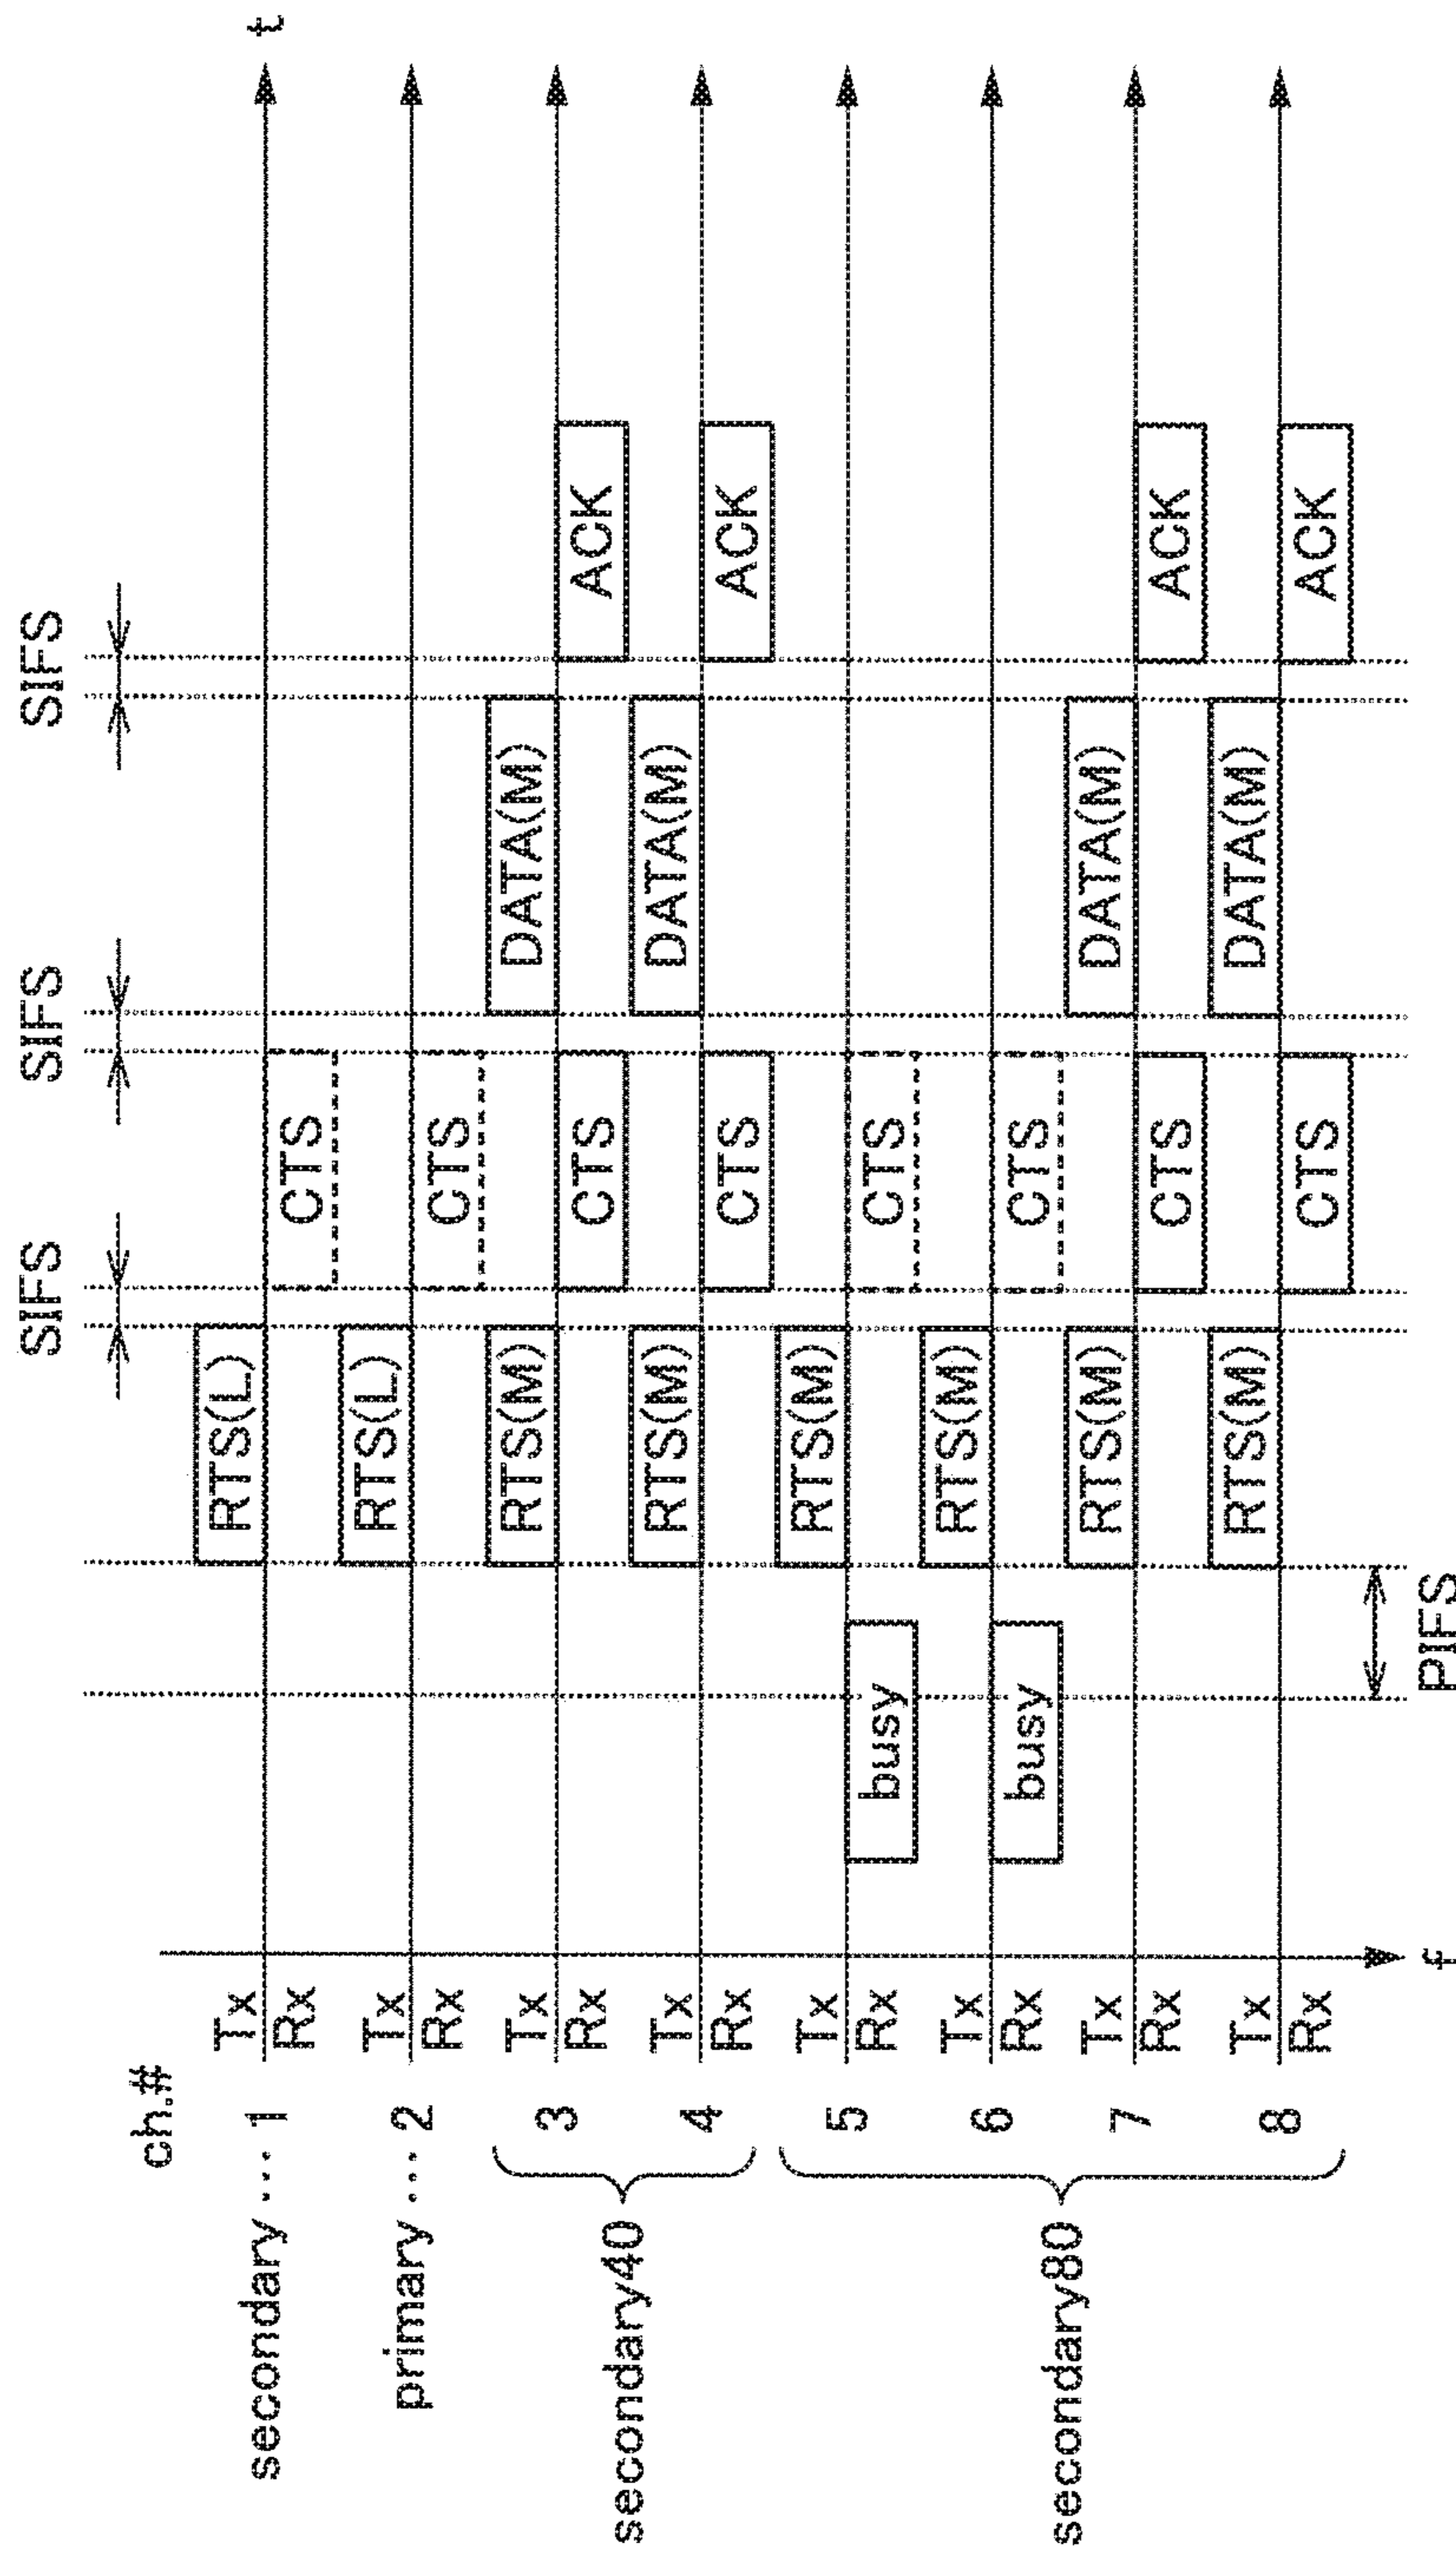 ch.#
secondary ... 1 Tx Rx RTS(L) CTS t
primary ... 2 Tx Rx RTS(L) CTS
secondary40
3 Tx Rx RTS(M) CTS DATA(M) ACK
4 Tx Rx RTS(M) CTS DATA(M) ACK
secondary80
5 Tx Rx busy RTS(M) CTS
6 Tx Rx busy RTS(M) CTS
7 Tx Rx RTS(M) CTS DATA(M) ACK
8 Tx Rx RTS(M) CTS DATA(M) ACK
SIFS SIFS SIFS
f PIFS